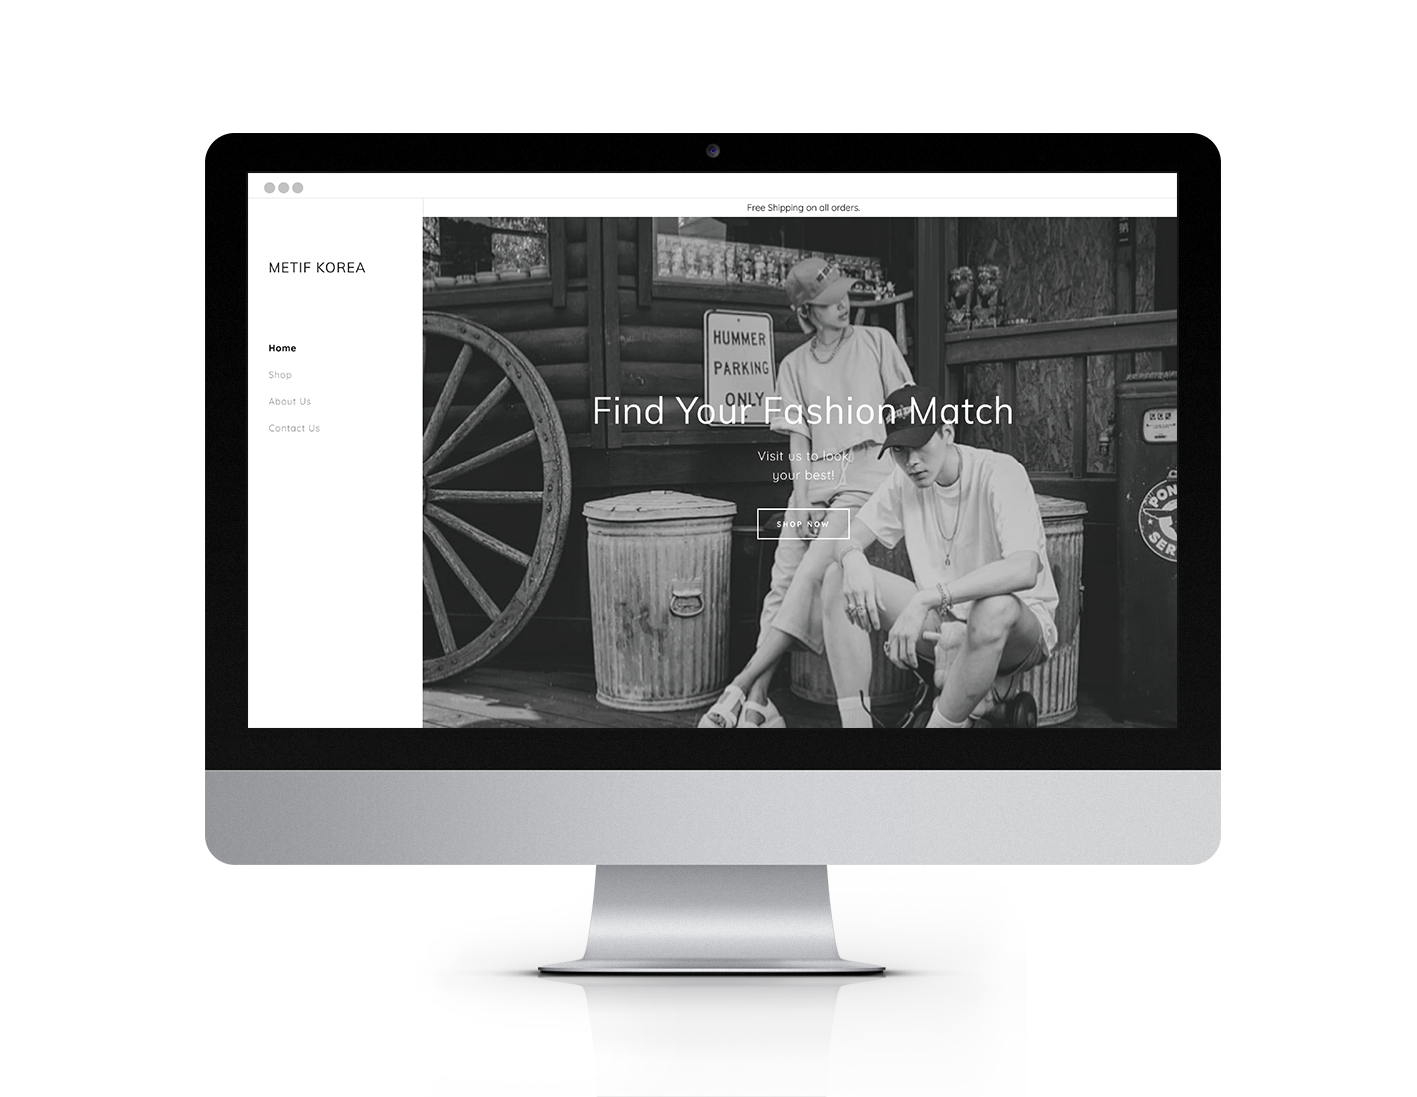 Free Shipping on all orders.
METIF KOREA
Home
Shop
About Us
Contact Us
HUMMER
PARKING
ONLY
Find Your Fashion Match
Visit us to look
your best!
SHOP NOW